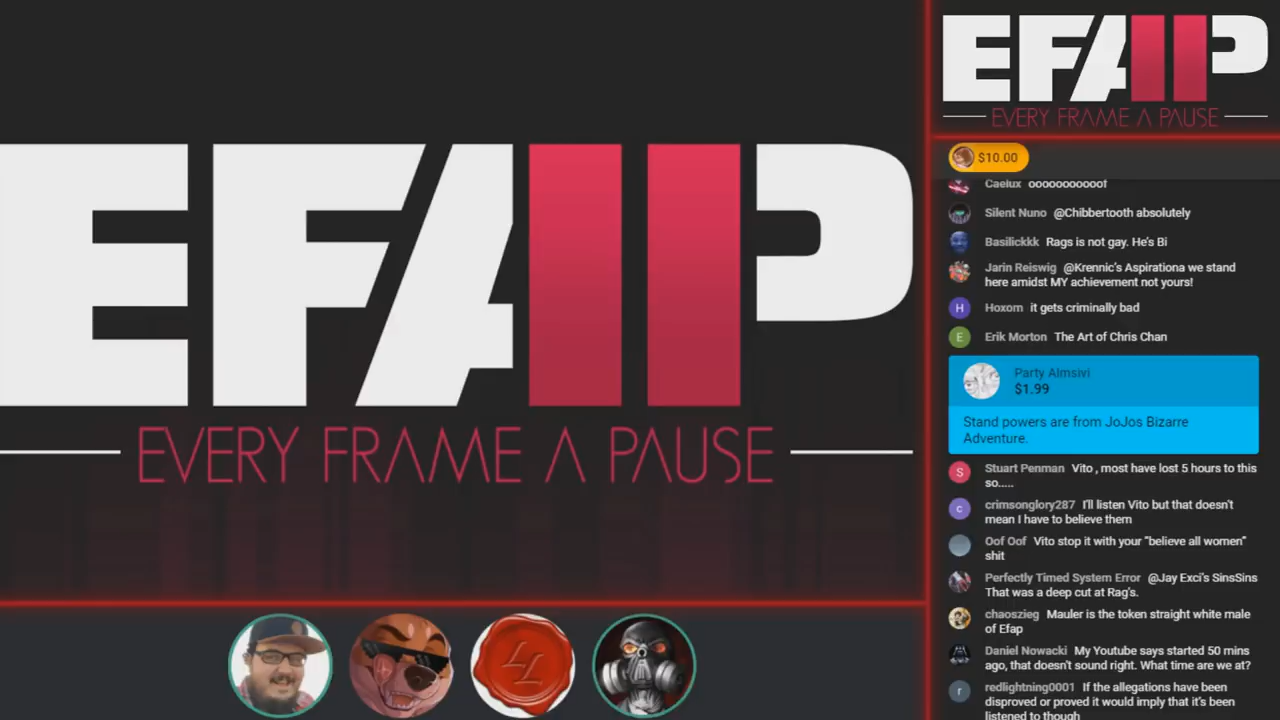 EFAP
EVERY FRAME A PAUSE
EFAP
EVERY FRAME A PAUSE
$10.00
Caelux oooooooooooof
Silent Nuno @Chibbertooth absolutely
Basilickkk Rags is not gay. He's Bi
Jarin Reiswig @Krennic's Aspirationa we stand
here amidst MY achievement not yours!
H
Hoxom it gets criminally bad
E
Erik Morton The Art of Chris Chan
Party Almsivi
$1.99
Stand powers are from JoJos Bizarre
Adventure.
S
Stuart Penman Vito , most have lost 5 hours to this
so.....
c
crimsonglory287 I'll listen Vito but that doesn't
mean I have to believe them
Oof Oof Vito stop it with your "believe all women"
shit
Perfectly Timed System Error @Jay Exci's SinsSins
That was a deep cut at Rag's.
chaoszieg Mauler is the token straight white male
of Efap
Daniel Nowacki My Youtube says started 50 mins
ago, that doesn't sound right. What time are we at?
r
redlightning0001 If the allegations have been
disproved or proved it would imply that it's been
listened to though
LL